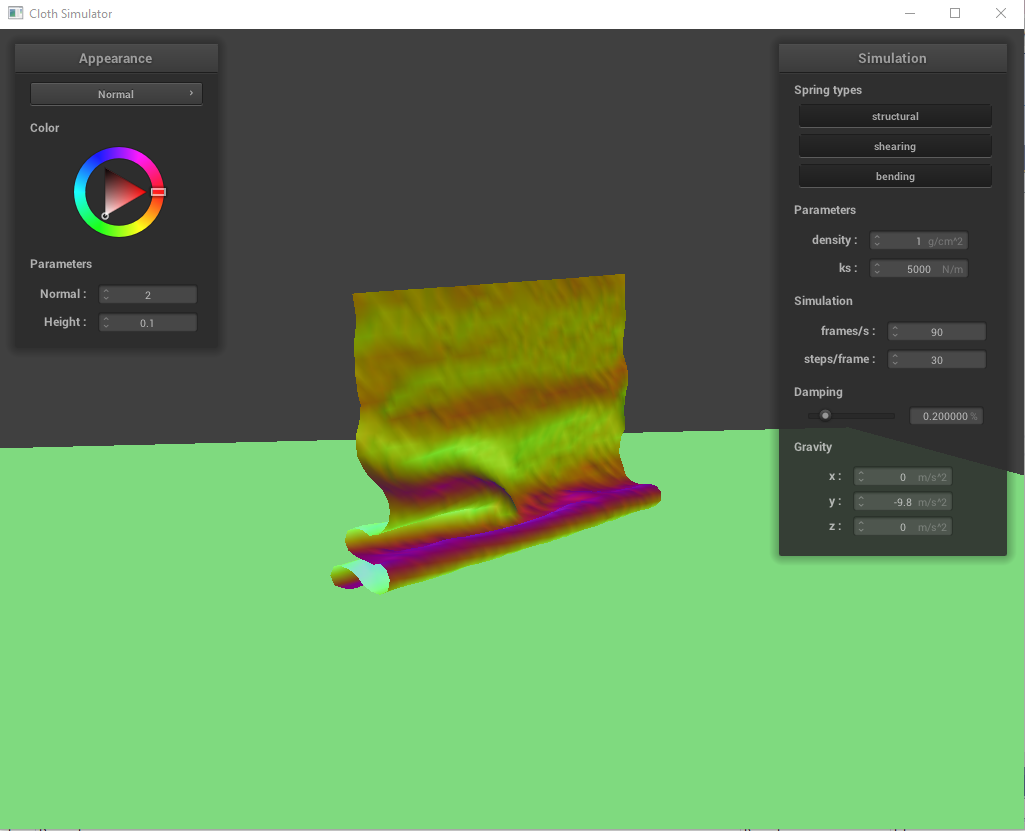 Cloth Simulator
Appearance
Normal
Color
Parameters
Normal : 2
Height : 0.1
Simulation
Spring types
structural
shearing
bending
Parameters
density : 1 g/cm^2
ks : 5000 N/m
Simulation
frames/s : 90
steps/frame : 30
Damping
0.200000 %
Gravity
x : 0 m/s^2
y : -9.8 m/s^2
z : 0 m/s^2